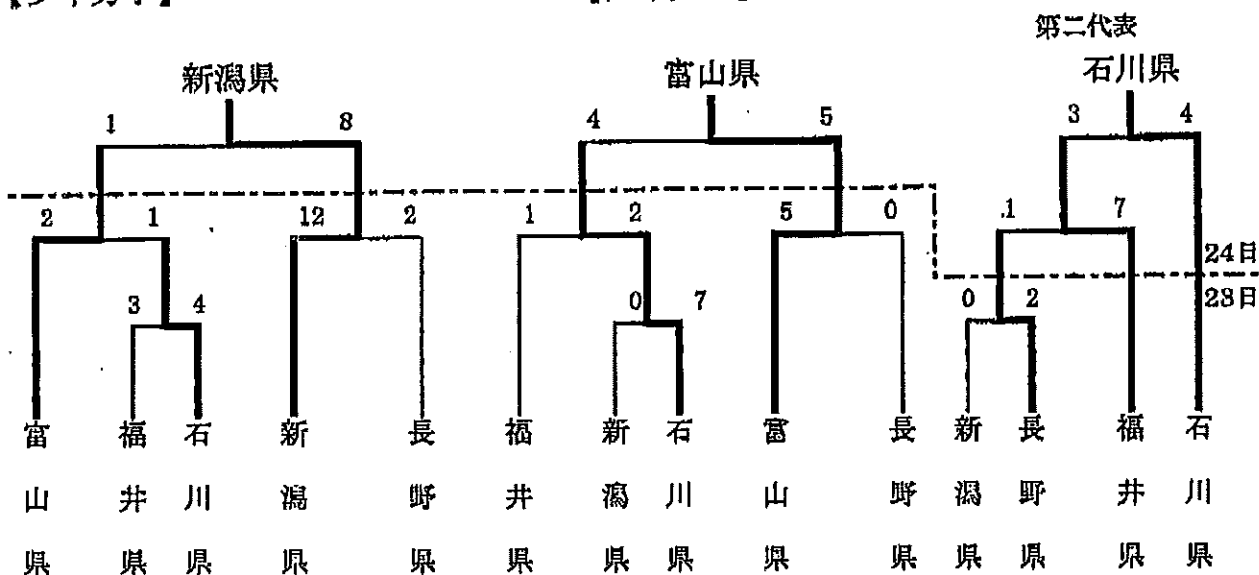 第二代表
新潟県 富山県 石川県
1 8 4 5 3 4
2 1 12 2 1 2 5 0 1 7
24日
23日
3 4 0 7 0 2
富山県 福井県 石川県 新潟県 長野県 福井県 新潟県 石川県 富山県 長野県 新潟県 長野県 福井県 石川県